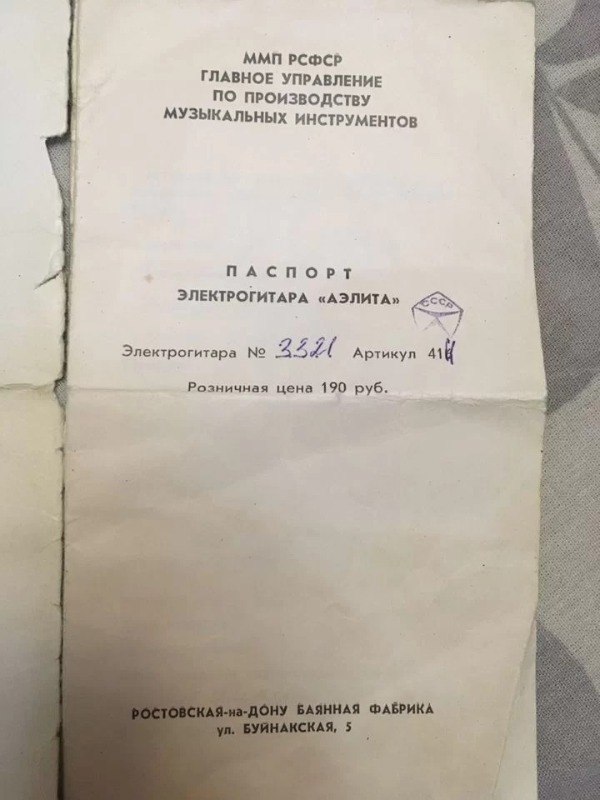 ММП РСФСР
ГЛАВНОЕ УПРАВЛЕНИЕ
ПО ПРОИЗВОДСТВУ
МУЗЫКАЛЬНЫХ ИНСТРУМЕНТОВ
ПАСПОРТ
ЭЛЕКТРОГИТАРА «АЭЛИТА»
СССР
Электрогитара № 3321 Артикул 414
Розничная цена 190 руб.
РОСТОВСКАЯ-на-ДОНУ БАЯННАЯ ФАБРИКА
ул. БУЙНАКСКАЯ, 5